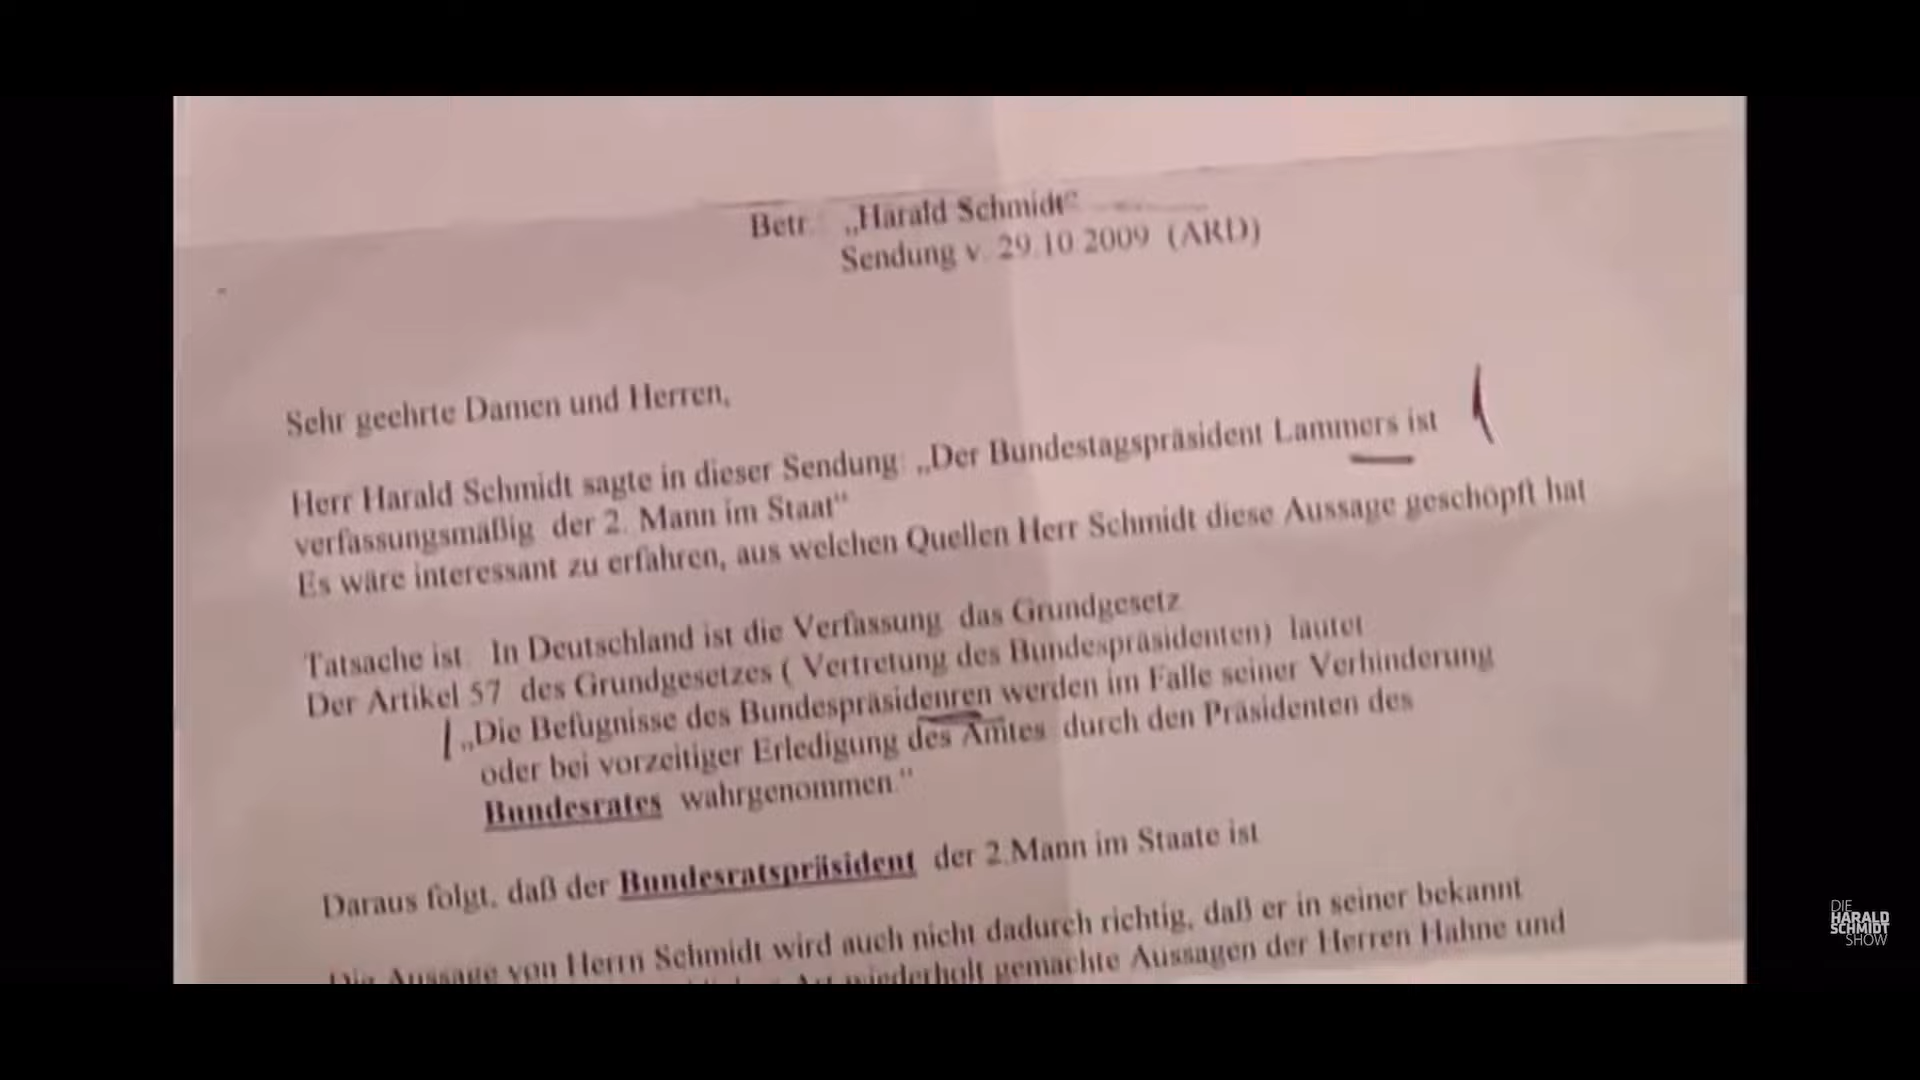 Betr. „Harald Schmidt“
Sendung v. 29.10.2009 (ARD)
Sehr geehrte Damen und Herren,
Herr Harald Schmidt sagte in dieser Sendung: „Der Bundestagspräsident Lammers ist
verfassungsmäßig der 2. Mann im Staat“
Es wäre interessant zu erfahren, aus welchen Quellen Herr Schmidt diese Aussage geschöpft hat
Tatsache ist: In Deutschland ist die Verfassung das Grundgesetz
Der Artikel 57 des Grundgesetzes ( Vertretung des Bundespräsidenten) lautet
„Die Befugnisse des Bundespräsidenren werden im Falle seiner Verhinderung
oder bei vorzeitiger Erledigung des Amtes durch den Präsidenten des
Bundesrates wahrgenommen.“
Daraus folgt, daß der Bundesratspräsident der 2.Mann im Staate ist
Die Aussage von Herrn Schmidt wird auch nicht dadurch richtig, daß er in seiner bekannt
Art wiederholt gemachte Aussagen der Herren Hahne und
DIE
HARALD
SCHMIDT
SHOW